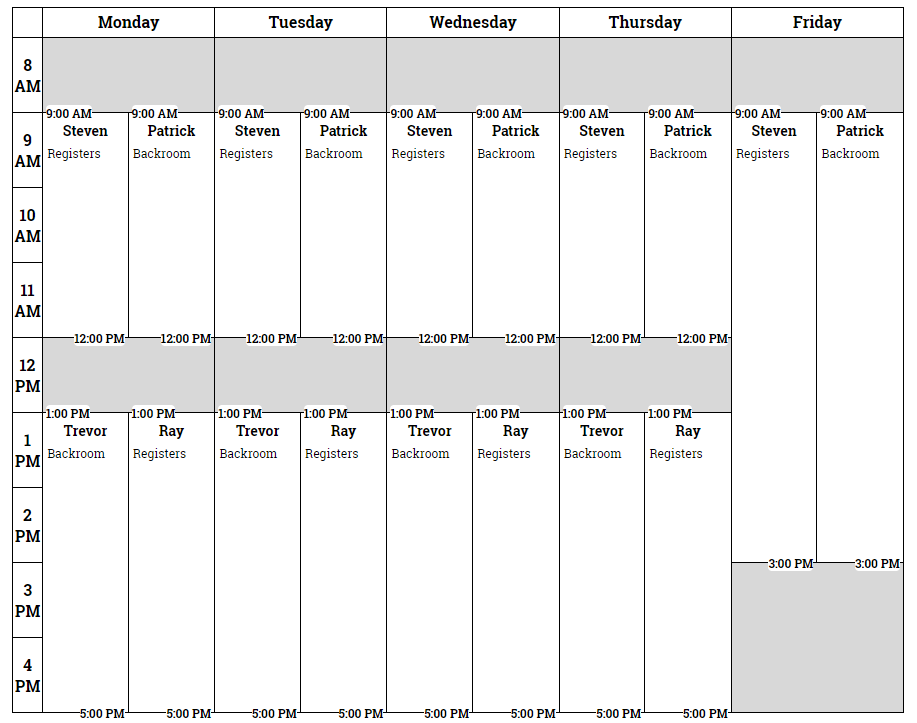 Monday Tuesday Wednesday Thursday Friday
8 AM
9:00 AM 9:00 AM 9:00 AM 9:00 AM 9:00 AM 9:00 AM 9:00 AM 9:00 AM 9:00 AM 9:00 AM
Steven Patrick Steven Patrick Steven Patrick Steven Patrick Steven Patrick
9 AM
Registers Backroom Registers Backroom Registers Backroom Registers Backroom Registers Backroom
10 AM
11 AM
12:00 PM 12:00 PM 12:00 PM 12:00 PM 12:00 PM 12:00 PM 12:00 PM 12:00 PM
12 PM
1:00 PM 1:00 PM 1:00 PM 1:00 PM 1:00 PM 1:00 PM 1:00 PM 1:00 PM
Trevor Ray Trevor Ray Trevor Ray Trevor Ray
1 PM
Backroom Registers Backroom Registers Backroom Registers Backroom Registers
2 PM
3:00 PM 3:00 PM
3 PM
4 PM
5:00 PM 5:00 PM 5:00 PM 5:00 PM 5:00 PM 5:00 PM 5:00 PM 5:00 PM